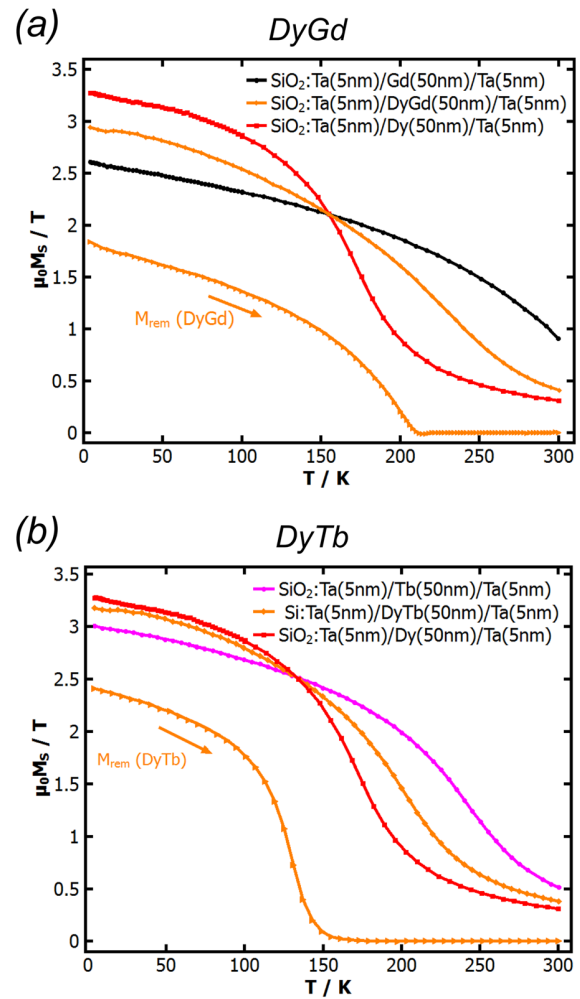 (a) DyGd
3.5
3
2.5
2
1.5
1
0.5
0
μ₀Mₛ / T
SiO₂:Ta(5nm)/Gd(50nm)/Ta(5nm)
SiO₂:Ta(5nm)/DyGd(50nm)/Ta(5nm)
SiO₂:Ta(5nm)/Dy(50nm)/Ta(5nm)
Mrem (DyGd)
0 50 100 150 200 250 300
T / K
(b) DyTb
3.5
3
2.5
2
1.5
1
0.5
0
μ₀Mₛ / T
SiO₂:Ta(5nm)/Tb(50nm)/Ta(5nm)
Si:Ta(5nm)/DyTb(50nm)/Ta(5nm)
SiO₂:Ta(5nm)/Dy(50nm)/Ta(5nm)
Mrem (DyTb)
0 50 100 150 200 250 300
T / K